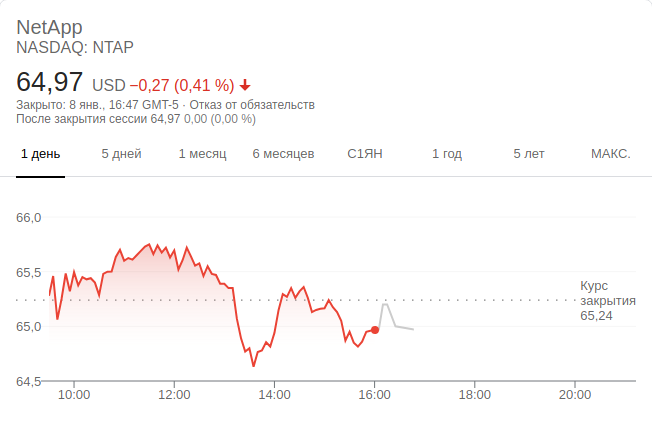 NetApp
NASDAQ: NTAP
64,97 USD −0,27 (0,41 %)
Закрыто: 8 янв., 16:47 GMT-5 · Отказ от обязательств
После закрытия сессии 64,97 0,00 (0,00 %)
1 день 5 дней 1 месяц 6 месяцев С1ЯН 1 год 5 лет МАКС.
66,0
65,5
Курс
закрытия
65,24
65,0
64,5
10:00 12:00 14:00 16:00 18:00 20:00